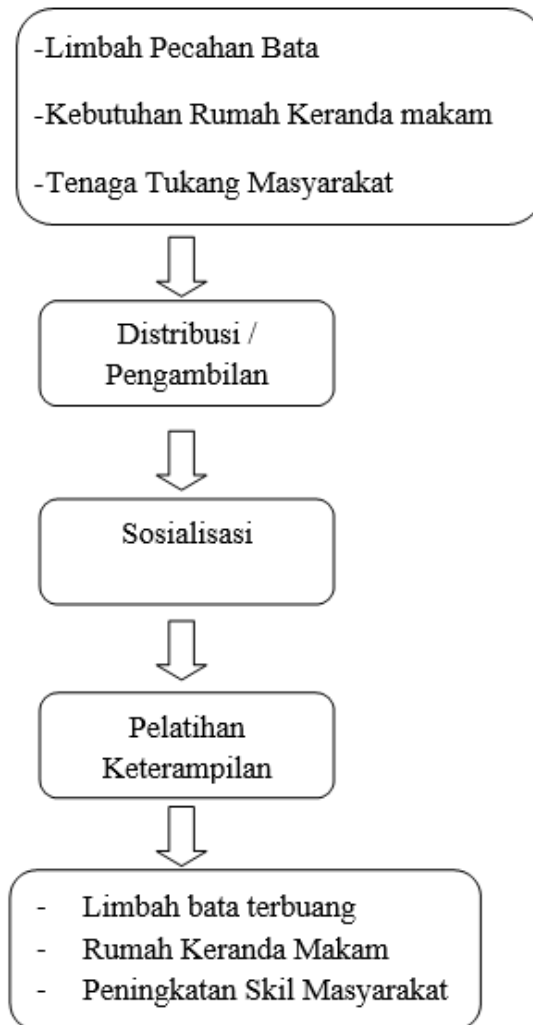 -Limbah Pecahan Bata
-Kebutuhan Rumah Keranda makam
-Tenaga Tukang Masyarakat
Distribusi /
Pengambilan
Sosialisasi
Pelatihan
Keterampilan
- Limbah bata terbuang
- Rumah Keranda Makam
- Peningkatan Skil Masyarakat